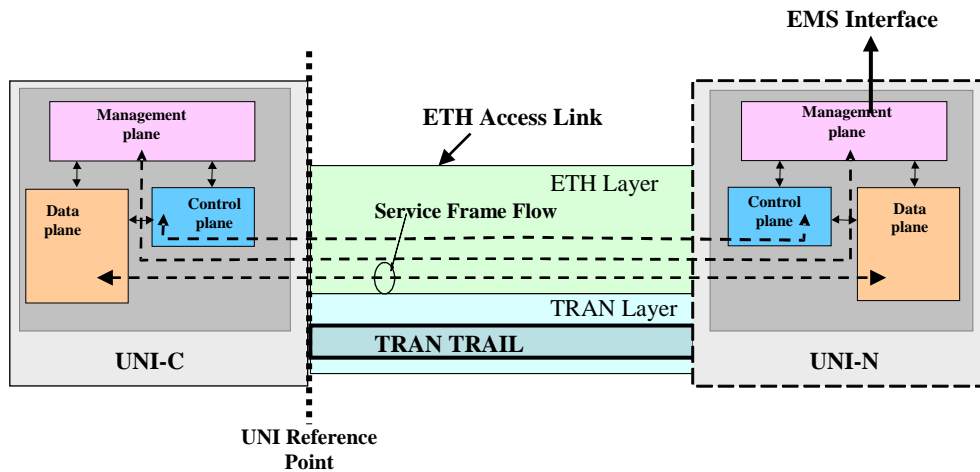 EMS Interface
Management
plane
ETH Access Link
Management
plane
ETH Layer
Data
plane
Control
plane
Service Frame Flow
Control
plane
Data
plane
TRAN Layer
TRAN TRAIL
UNI-C
UNI-N
UNI Reference
Point